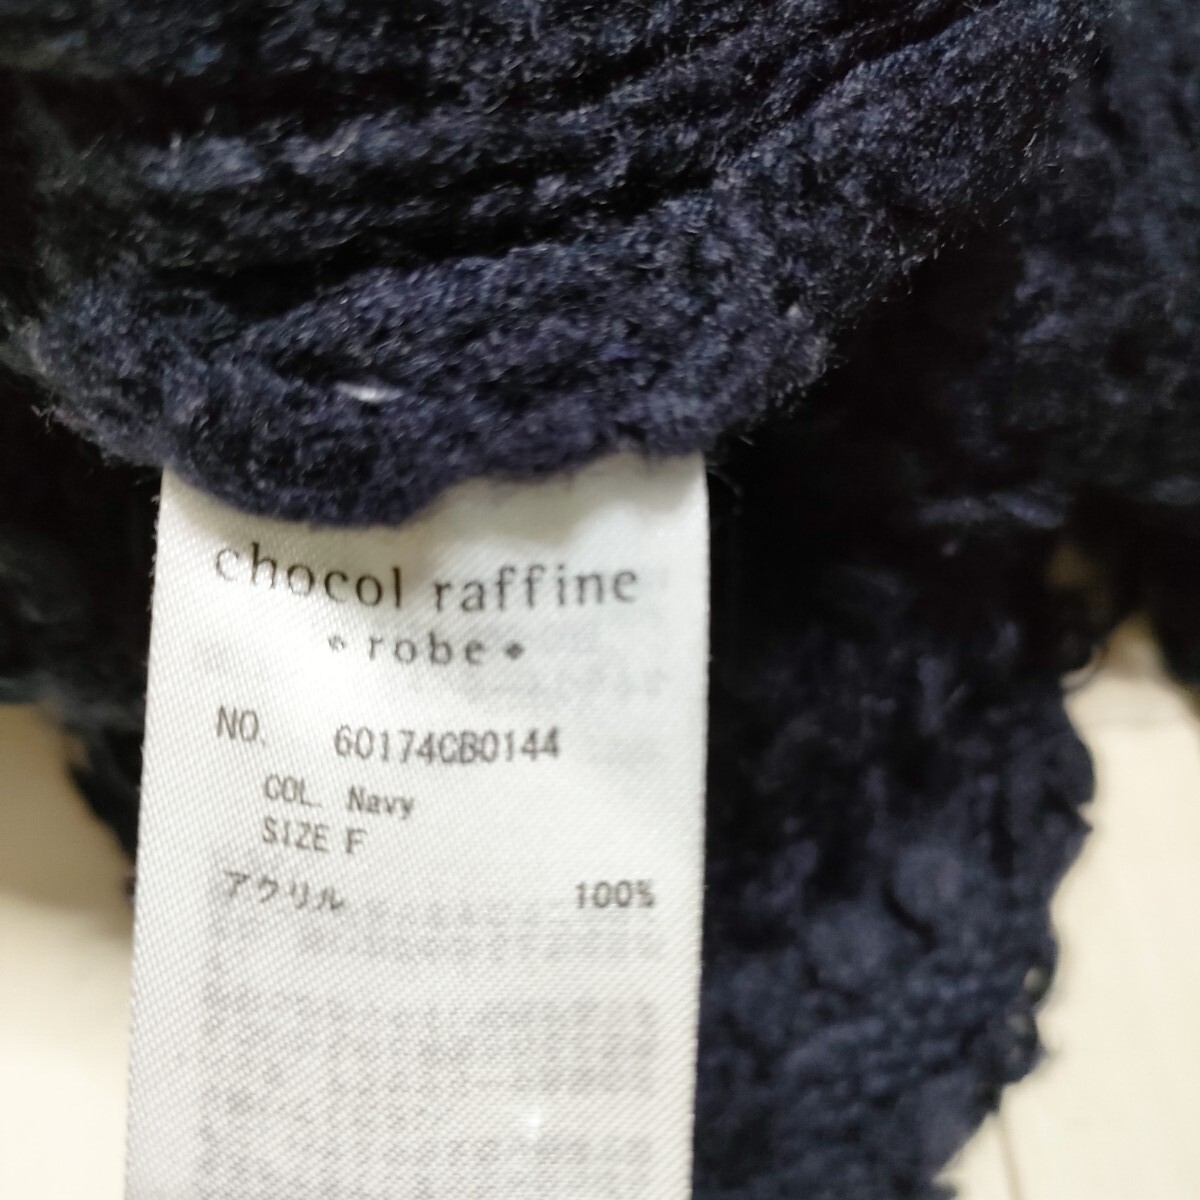 chocol raffine
robe
NO. 60174CB0144
COL. Navy
SIZE F
アクリル 100%